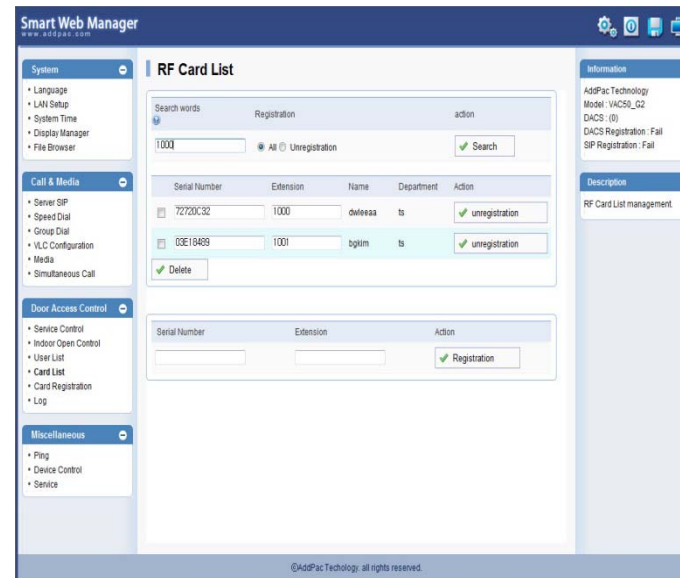 Smart Web Manager
www.addpac.com
System
• Language
• LAN Setup
• System Time
• Display Manager
• File Browser
Call & Media
• Server SIP
• Speed Dial
• Group Dial
• VLC Configuration
• Media
• Simultaneous Call
Door Access Control
• Service Control
• Indoor Open Control
• User List
• Card List
• Card Registration
• Log
Miscellaneous
• Ping
• Device Control
• Service
RF Card List
Search words Registration action
1000 All Unregistration Search
Serial Number Extension Name Department Action
72720C32 1000 dwleeaa ts unregistration
03E18489 1001 bgkim ts unregistration
Delete
Serial Number Extension Action
Registration
Information
AddPac Technology
Model : VAC50_G2
DACS : (0)
DACS Registration : Fail
SIP Registration : Fail
Description
RF Card List management.
©AddPac Techology. all rights reserved.